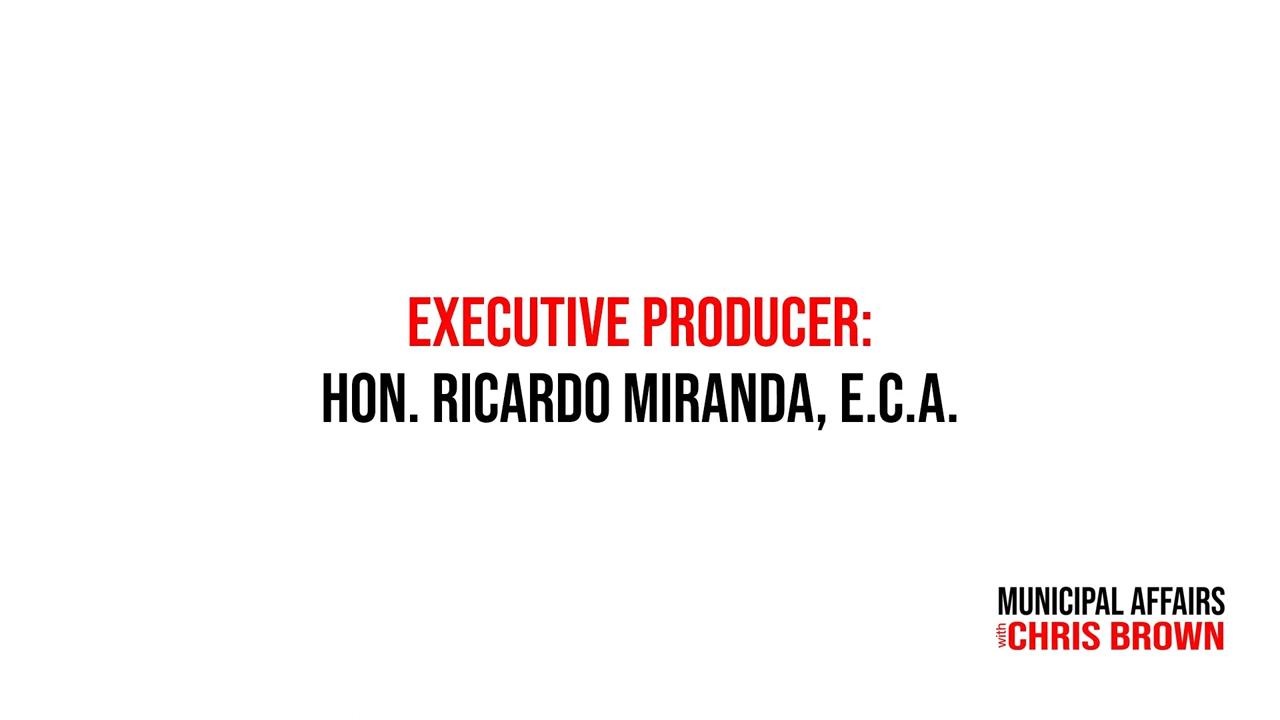 EXECUTIVE PRODUCER:
HON. RICARDO MIRANDA, E.C.A.
MUNICIPAL AFFAIRS
with CHRIS BROWN